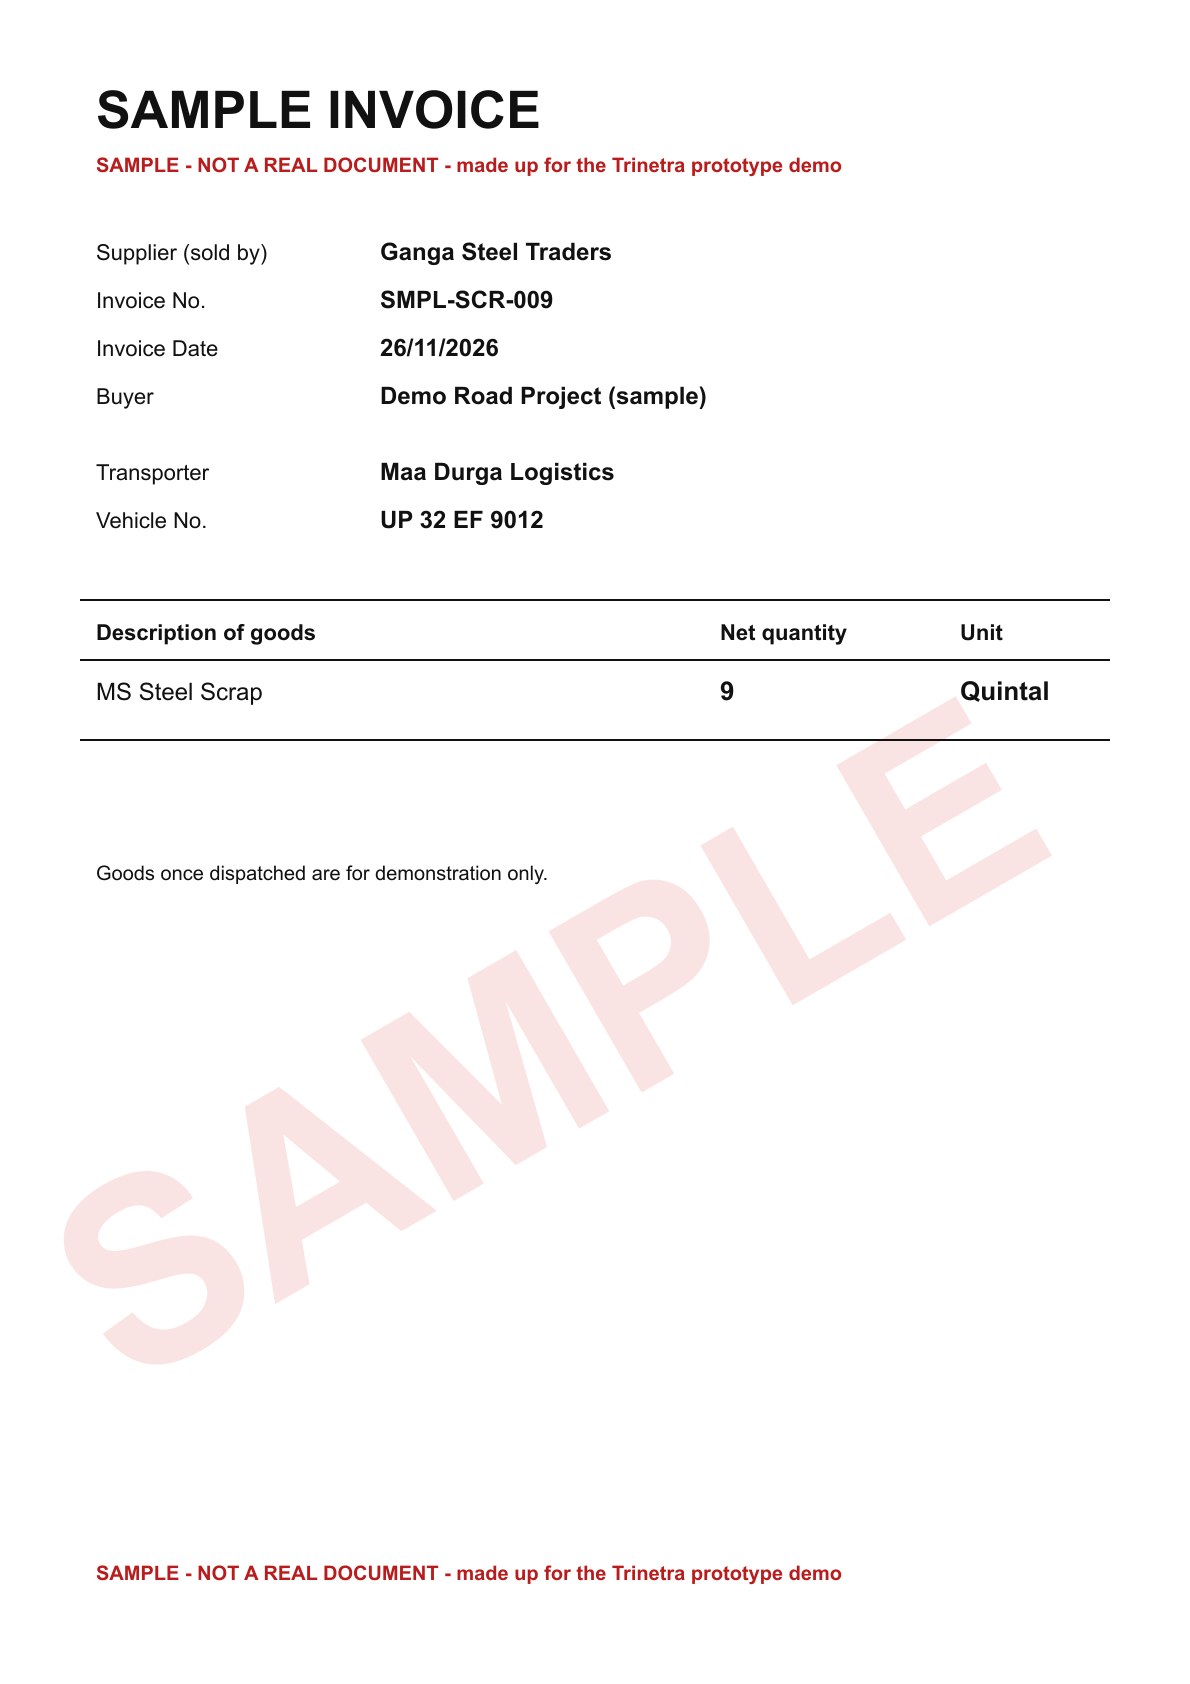 SAMPLE INVOICE
SAMPLE - NOT A REAL DOCUMENT - made up for the Trinetra prototype demo
Supplier (sold by) Ganga Steel Traders
Invoice No. SMPL-SCR-009
Invoice Date 26/11/2026
Buyer Demo Road Project (sample)
Transporter Maa Durga Logistics
Vehicle No. UP 32 EF 9012
Description of goods Net quantity Unit
MS Steel Scrap 9 Quintal
Goods once dispatched are for demonstration only.
SAMPLE
SAMPLE - NOT A REAL DOCUMENT - made up for the Trinetra prototype demo